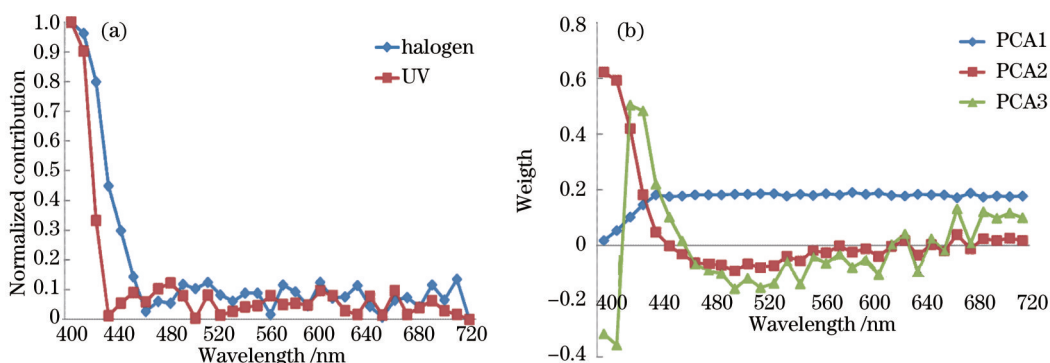 (a)
halogen
UV
Normalized contribution
1.0
0.9
0.8
0.7
0.6
0.5
0.4
0.3
0.2
0.1
0
400 440 480 520 560 600 640 680 720
Wavelength /nm
(b)
PCA1
PCA2
PCA3
Weigth
0.8
0.6
0.4
0.2
0
−0.2
−0.4
400 440 480 520 560 600 640 680 720
Wavelength /nm